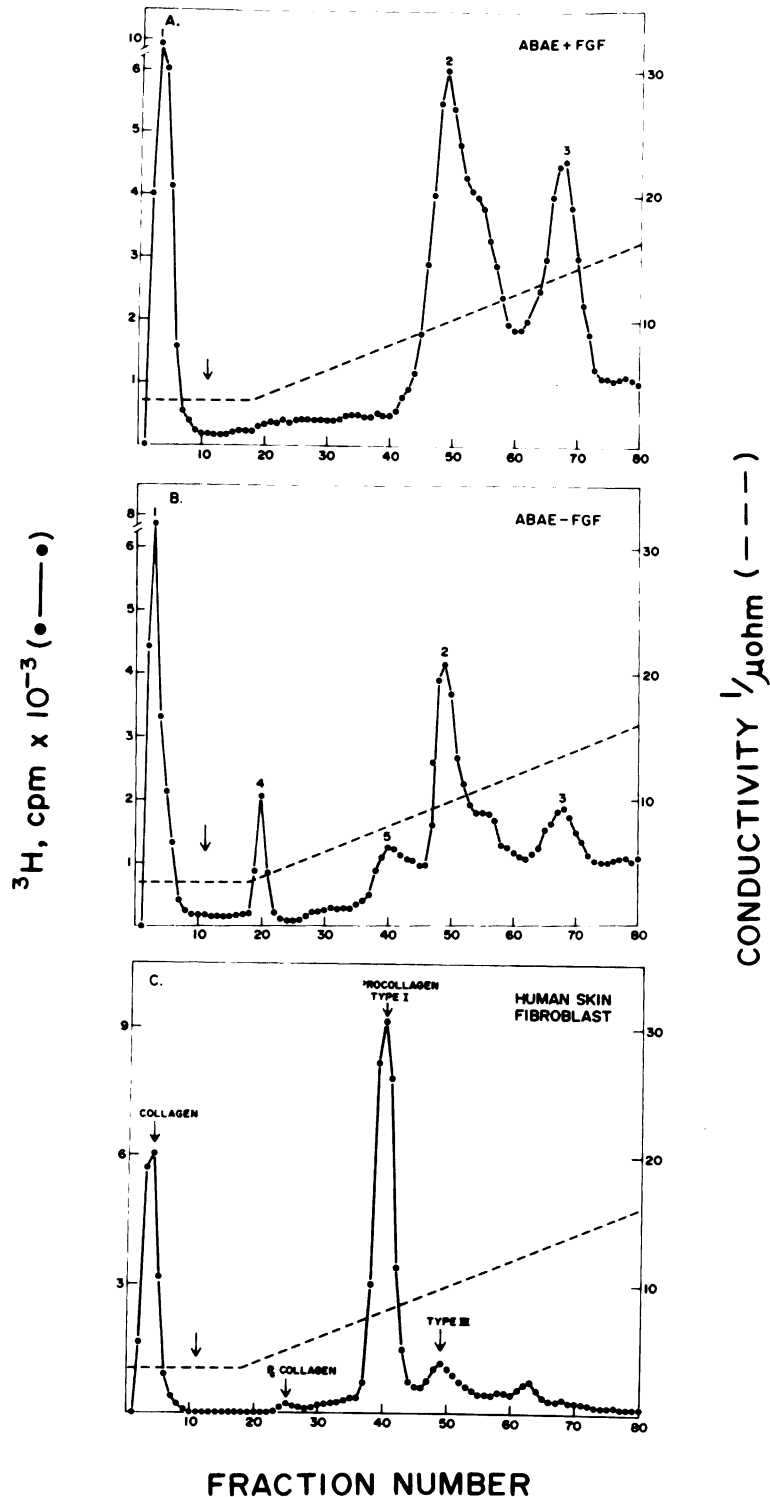 A.
ABAE + FGF
1
2
3
10
6
5
4
3
2
1
30
20
10
10 20 30 40 50 60 70 80
B.
ABAE − FGF
1
4
5
2
3
8
6
5
4
3
2
1
30
20
10
10 20 30 40 50 60 70 80
C.
HUMAN SKIN
FIBROBLAST
COLLAGEN
ROCOLLAGEN
TYPE I
COLLAGEN
TYPE III
9
6
3
30
20
10
10 20 30 40 50 60 70 80
³H, cpm x 10⁻³ (●—●)
CONDUCTIVITY 1/μohm (– – –)
FRACTION NUMBER